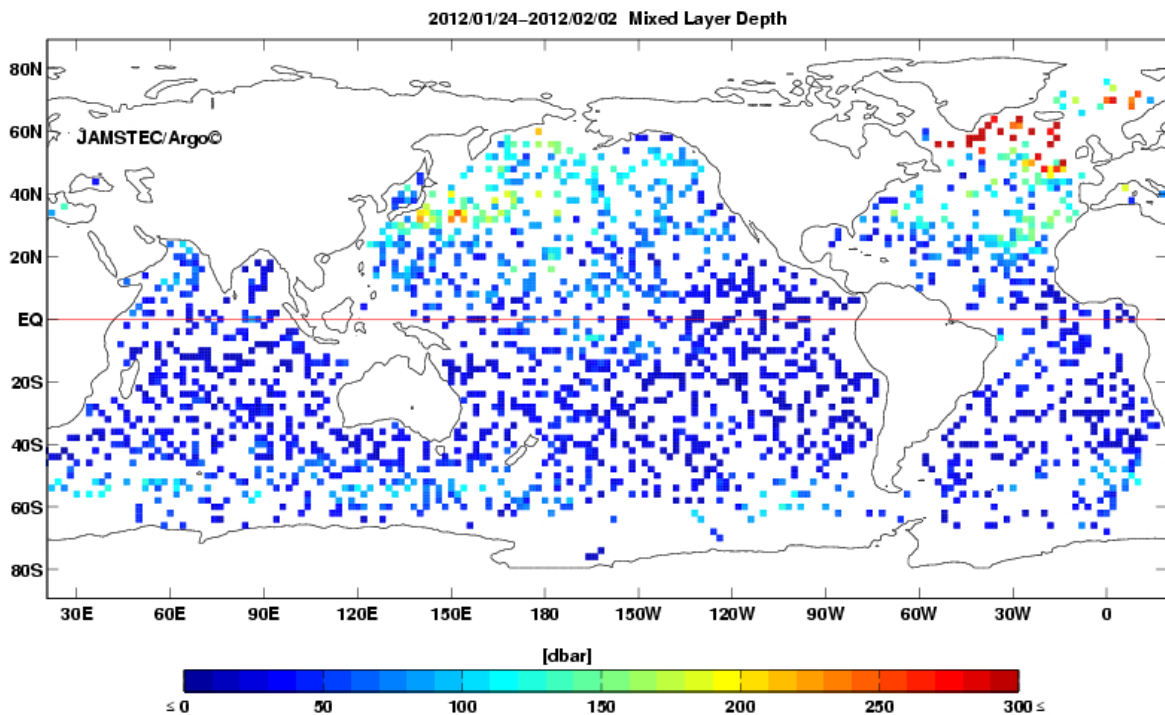 2012/01/24–2012/02/02 Mixed Layer Depth
80N
60N
JAMSTEC/Argo©
40N
20N
EQ
20S
40S
60S
80S
30E 60E 90E 120E 150E 180 150W 120W 90W 60W 30W 0
[dbar]
≤ 0 50 100 150 200 250 300 ≤